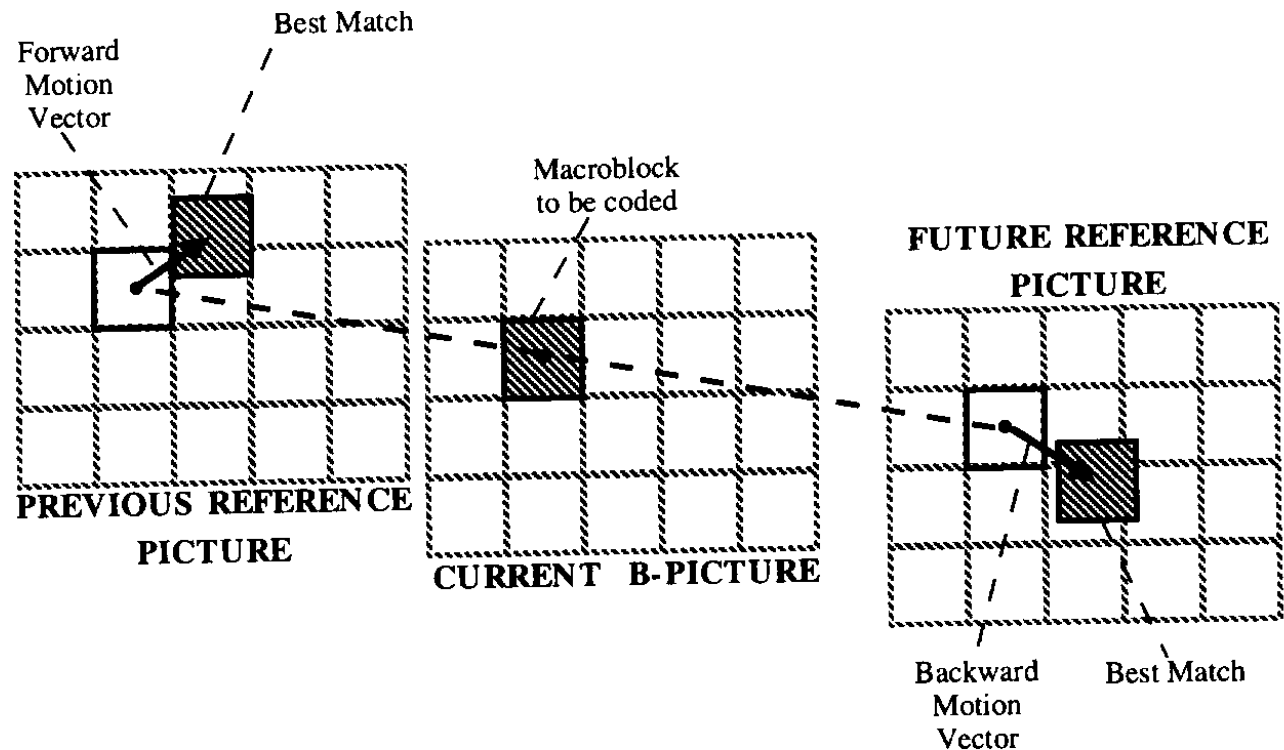 Best Match
Forward
Motion
Vector
Macroblock
to be coded
FUTURE REFERENCE
PICTURE
PREVIOUS REFERENCE
PICTURE
CURRENT B-PICTURE
Backward
Motion
Vector
Best Match